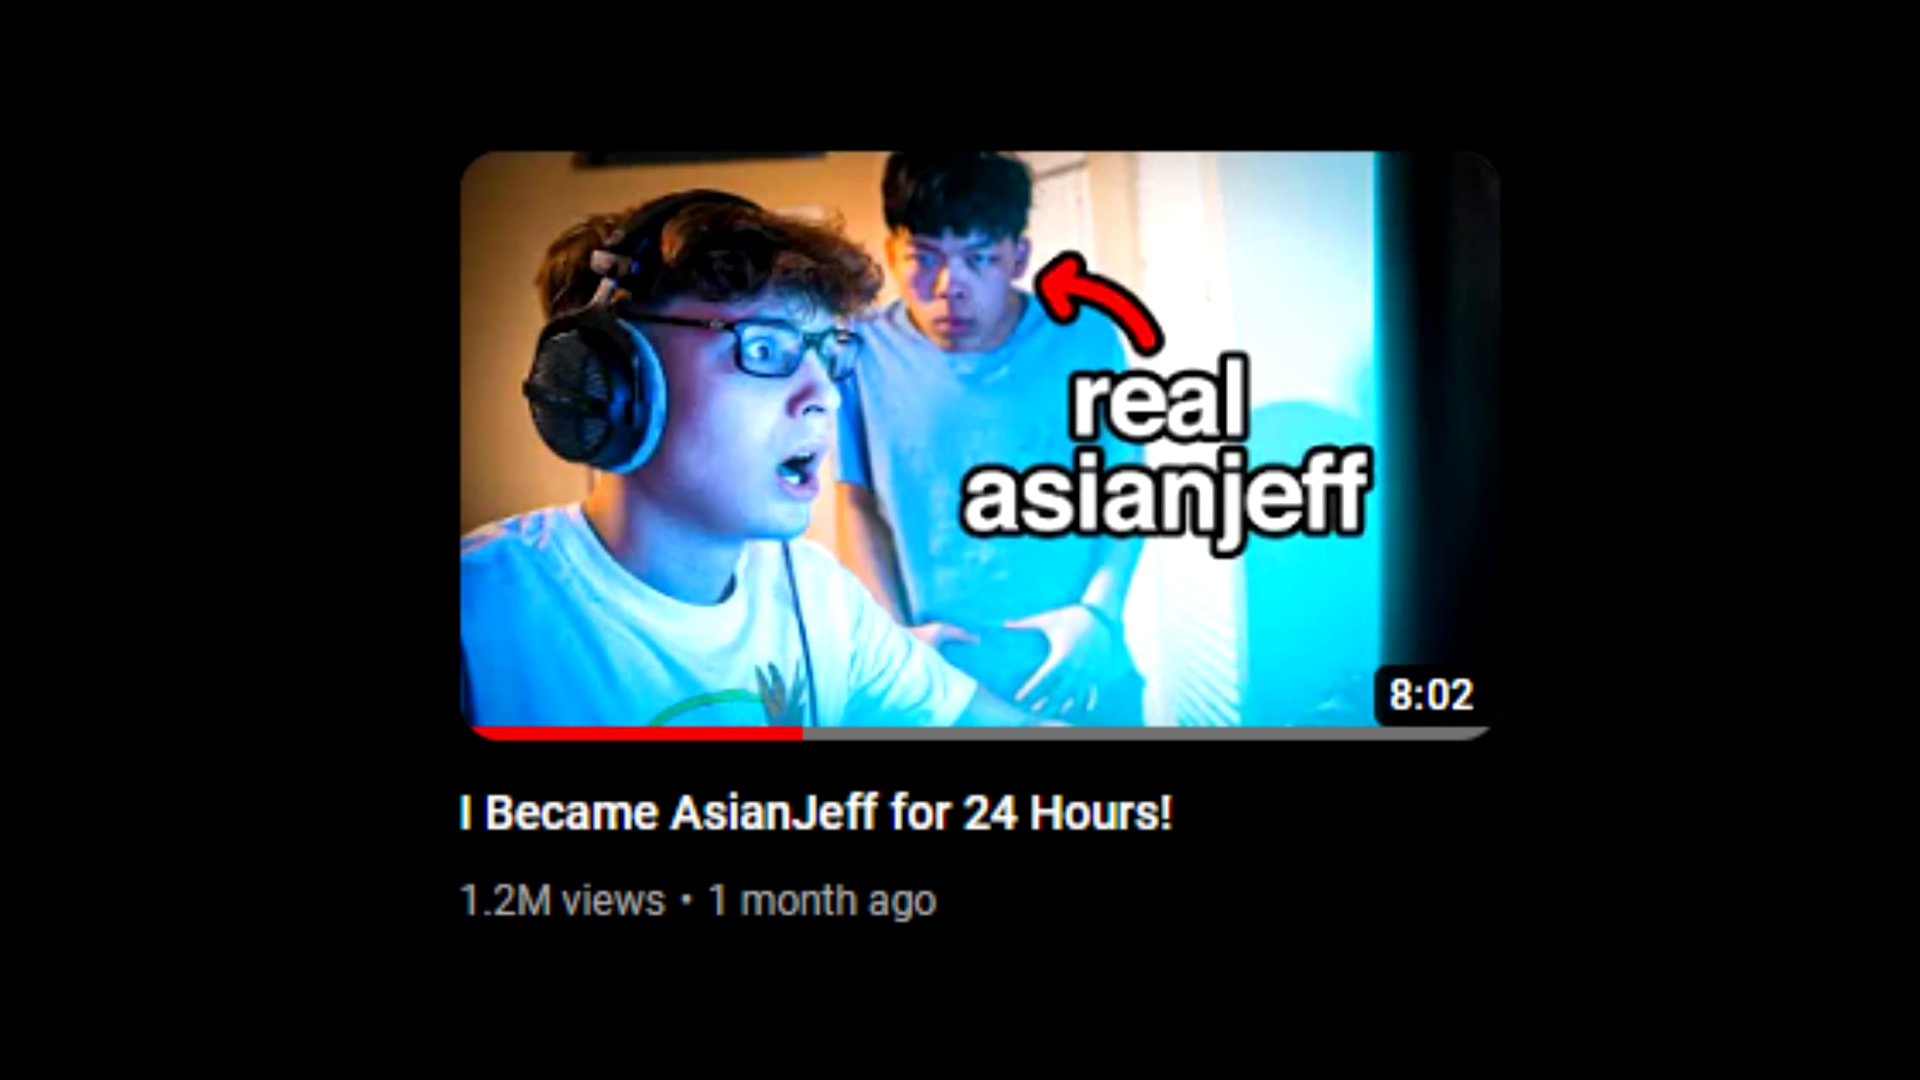 real
asianjeff
8:02
I Became AsianJeff for 24 Hours!
1.2M views • 1 month ago